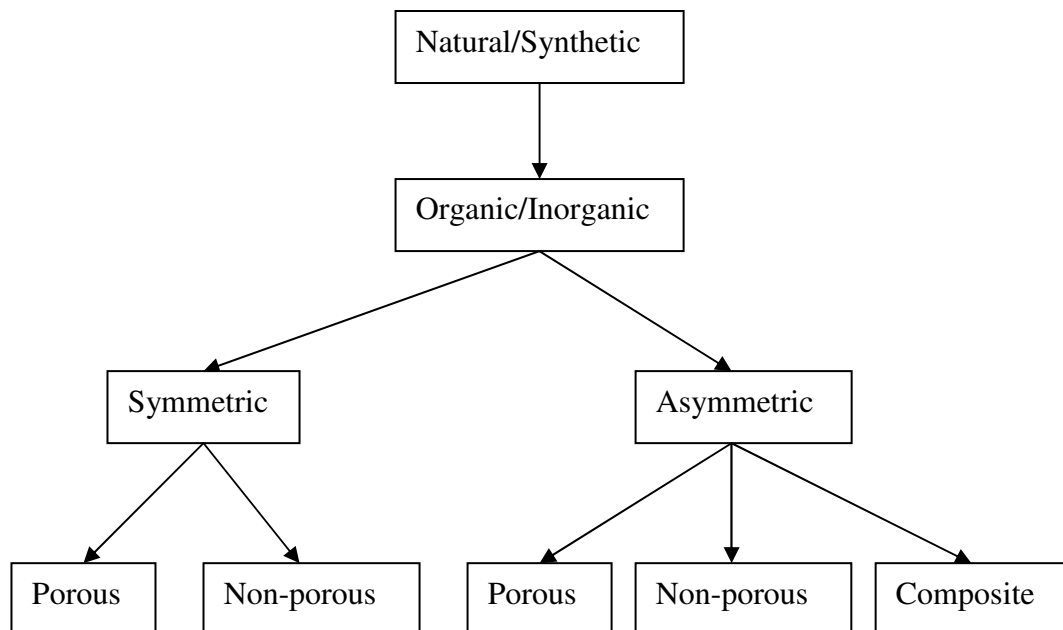 Natural/Synthetic
Organic/Inorganic
Symmetric
Asymmetric
Porous
Non-porous
Porous
Non-porous
Composite